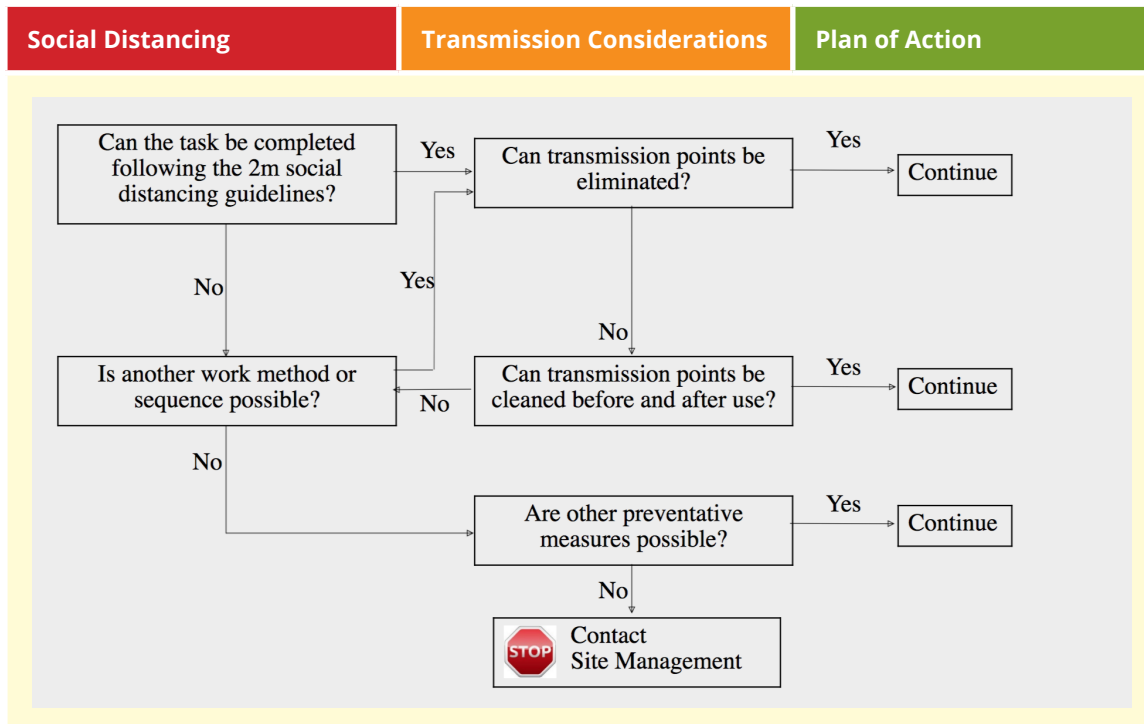 Social Distancing
Transmission Considerations
Plan of Action
Can the task be completed
following the 2m social
distancing guidelines?
Yes
Can transmission points be
eliminated?
Yes
Continue
No
Yes
No
Is another work method or
sequence possible?
No
Can transmission points be
cleaned before and after use?
Yes
Continue
No
Are other preventative
measures possible?
Yes
Continue
No
STOP
Contact
Site Management